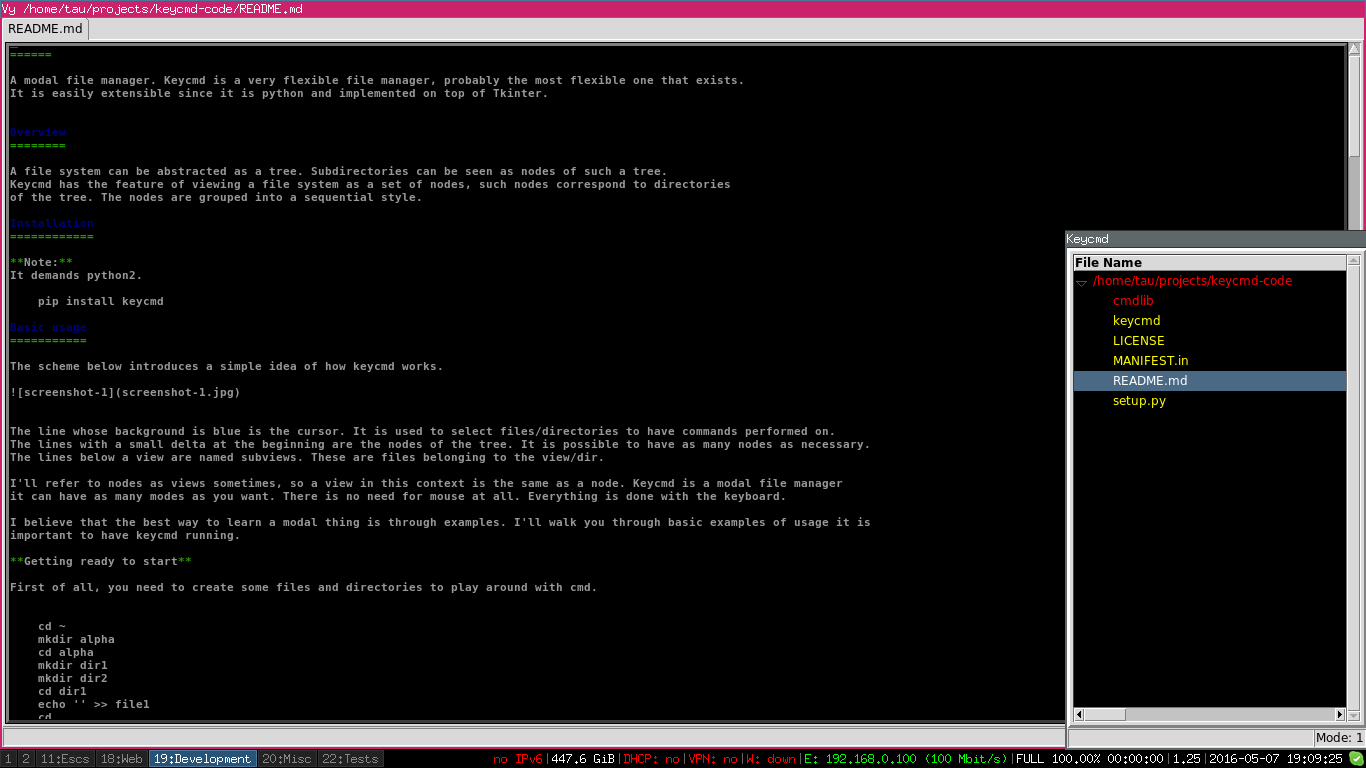 Vy /home/tau/projects/keycmd-code/README.md
README.md
======
A modal file manager. Keycmd is a very flexible file manager, probably the most flexible one that exists.
It is easily extensible since it is python and implemented on top of Tkinter.
Overview
========
A file system can be abstracted as a tree. Subdirectories can be seen as nodes of such a tree.
Keycmd has the feature of viewing a file system as a set of nodes, such nodes correspond to directories
of the tree. The nodes are grouped into a sequential style.
Installation
============
**Note:**
It demands python2.
pip install keycmd
Basic usage
===========
The scheme below introduces a simple idea of how keycmd works.
![screenshot-1](screenshot-1.jpg)
The line whose background is blue is the cursor. It is used to select files/directories to have commands performed on.
The lines with a small delta at the beginning are the nodes of the tree. It is possible to have as many nodes as necessary.
The lines below a view are named subviews. These are files belonging to the view/dir.
I'll refer to nodes as views sometimes, so a view in this context is the same as a node. Keycmd is a modal file manager
it can have as many modes as you want. There is no need for mouse at all. Everything is done with the keyboard.
I believe that the best way to learn a modal thing is through examples. I'll walk you through basic examples of usage it is
important to have keycmd running.
**Getting ready to start**
First of all, you need to create some files and directories to play around with cmd.
cd ~
mkdir alpha
cd alpha
mkdir dir1
mkdir dir2
cd dir1
echo '' >> file1
cd
Keycmd
File Name
/home/tau/projects/keycmd-code
cmdlib
keycmd
LICENSE
MANIFEST.in
README.md
setup.py
Mode: 1
1 2 11:Escs 18:Web 19:Development 20:Misc 22:Tests no IPv6|447.6 GiB|DHCP: no|VPN: no|W: down|E: 192.168.0.100 (100 Mbit/s)|FULL 100.00% 00:00:00|1.25|2016-05-07 19:09:25